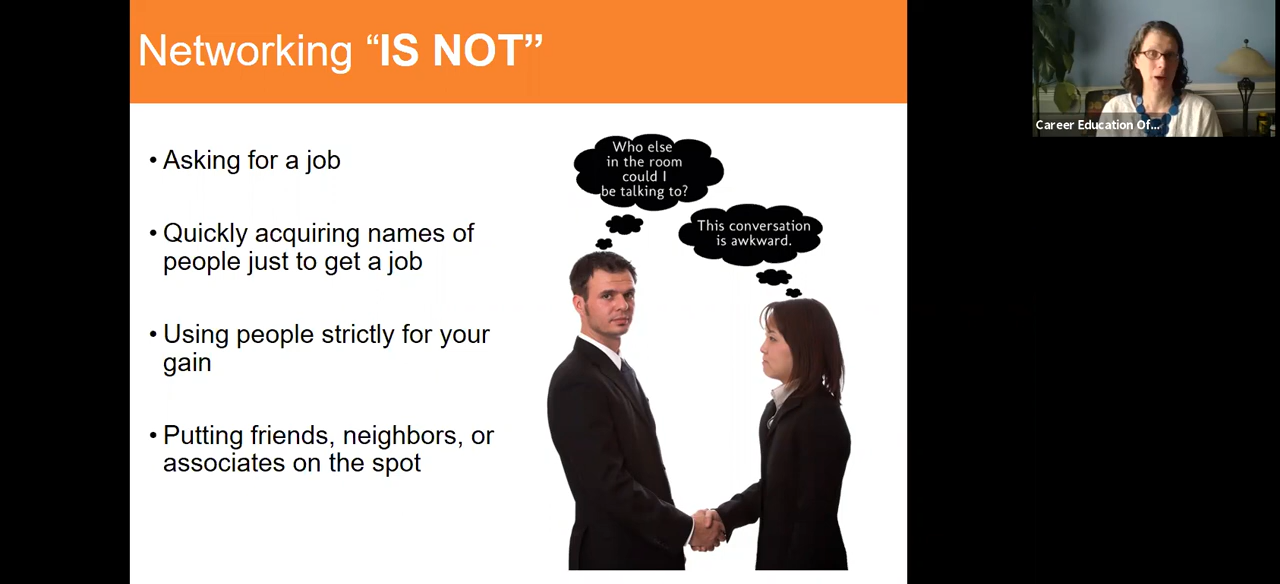 Networking “IS NOT”
• Asking for a job
• Quickly acquiring names of
people just to get a job
• Using people strictly for your
gain
• Putting friends, neighbors, or
associates on the spot
Who else
in the room
could I
be talking to?
This conversation
is awkward.
Career Education Of...